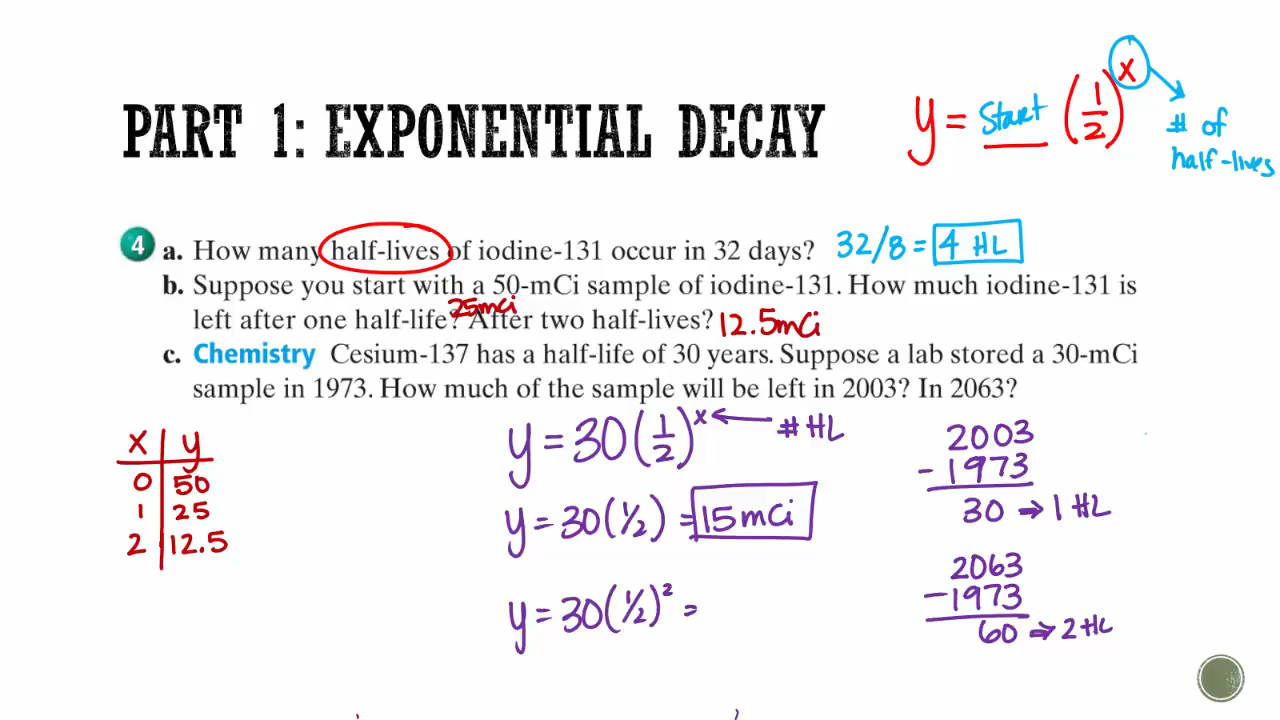 PART 1: EXPONENTIAL DECAY
y = Start (1/2)^x
# of
half-lives
4 a. How many half-lives of iodine-131 occur in 32 days? 32/8 = 4 HL
b. Suppose you start with a 50-mCi sample of iodine-131. How much iodine-131 is
25mCi
left after one half-life? After two half-lives? 12.5mCi
c. Chemistry Cesium-137 has a half-life of 30 years. Suppose a lab stored a 30-mCi
sample in 1973. How much of the sample will be left in 2003? In 2063?
x y
0 50
1 25
2 12.5
y = 30(1/2)^x ← # HL
y = 30(1/2) = 15mCi
y = 30(1/2)^2 =
2003
- 1973
30 → 1 HL
2063
- 1973
60 → 2 HL